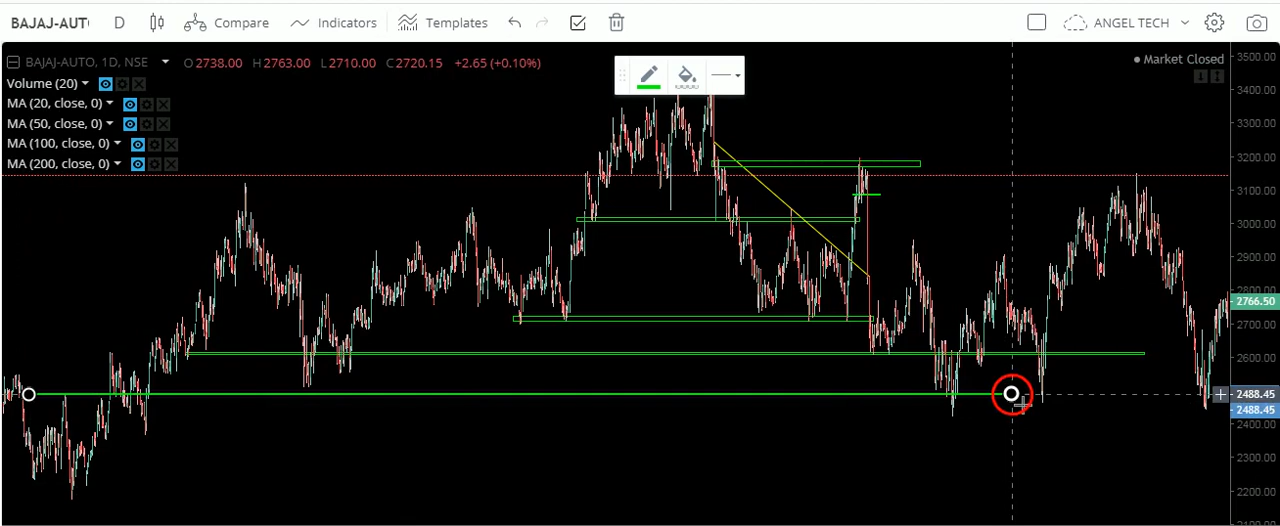 BAJAJ-AUT D Compare Indicators Templates ANGEL TECH
BAJAJ-AUTO, 1D, NSE O 2738.00 H 2763.00 L 2710.00 C 2720.15 +2.65 (+0.10%)
Market Closed
Volume (20)
MA (20, close, 0)
MA (50, close, 0)
MA (100, close, 0)
MA (200, close, 0)
3500.00
3400.00
3300.00
3200.00
3100.00
3000.00
2900.00
2800.00
2766.50
2700.00
2600.00
2488.45
2488.45
2400.00
2300.00
2200.00